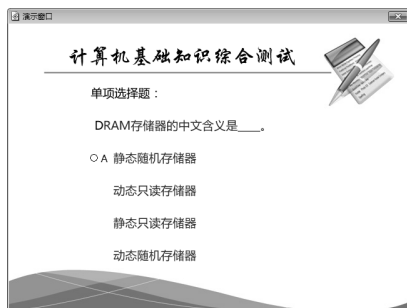 演示窗口
计算机基础知识综合测试
单项选择题：
DRAM存储器的中文含义是____。
A 静态随机存储器
动态只读存储器
静态只读存储器
动态随机存储器